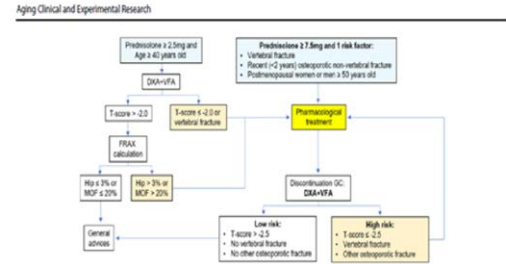 Aging Clinical and Experimental Research
Prednisolone ≥ 2.5mg and
Age ≥ 40 years old
Prednisolone ≥ 7.5mg and 1 risk factor:
• Vertebral fracture
• Recent (<2 years) osteoporotic non-vertebral fracture
• Postmenopausal women or men ≥ 50 years old
DXA+VFA
T-score > -2.0
T-score ≤ -2.0 or
vertebral fracture
Pharmacological
treatment
FRAX
calculation
Hip ≤ 3% or
MOF ≤ 20%
Hip > 3% or
MOF > 20%
Discontinuation GC:
DXA+VFA
General
advices
Low risk:
• T-score > -2.5
• No vertebral fracture
• No other osteoporotic fracture
High risk:
• T-score ≤ -2.5
• Vertebral fracture
• Other osteoporotic fracture